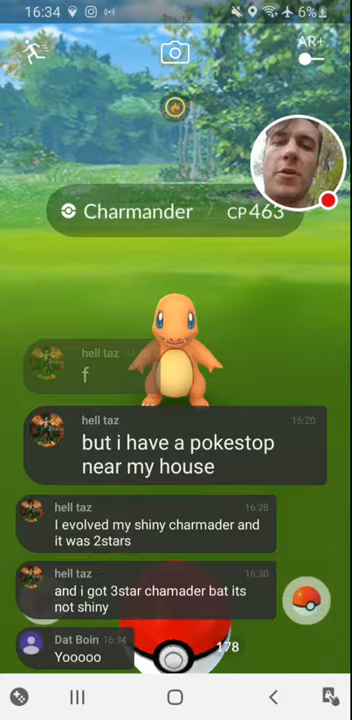 16:34
6%
AR+
Charmander / CP463
hell taz
f
hell taz 16:20
but i have a pokestop
near my house
hell taz 16:28
I evolved my shiny charmader and
it was 2stars
hell taz 16:30
and i got 3star chamader bat its
not shiny
Dat Boin 16:34
Yooooo
178